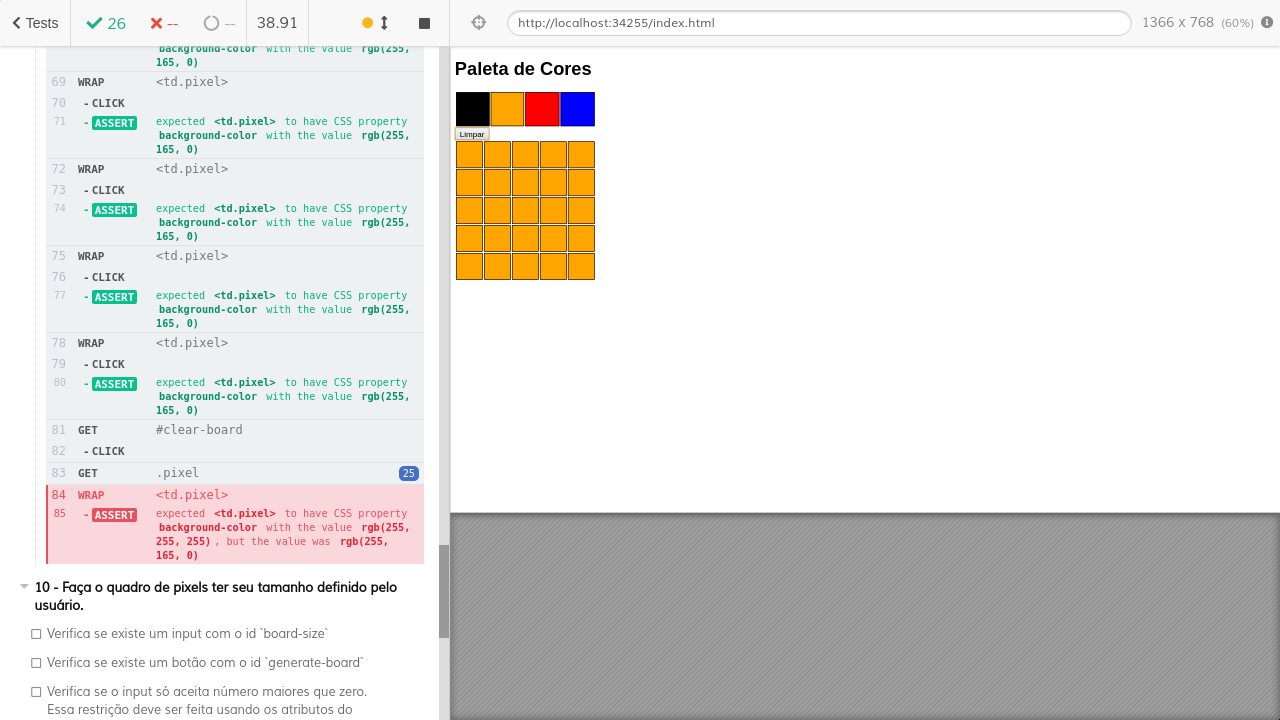 Tests 26 -- -- 38.91
http://localhost:34255/index.html 1366 x 768 (60%)
background-color with the value rgb(255,
165, 0)
69 WRAP <td.pixel>
70 - CLICK
71 - ASSERT expected <td.pixel> to have CSS property
background-color with the value rgb(255,
165, 0)
72 WRAP <td.pixel>
73 - CLICK
74 - ASSERT expected <td.pixel> to have CSS property
background-color with the value rgb(255,
165, 0)
75 WRAP <td.pixel>
76 - CLICK
77 - ASSERT expected <td.pixel> to have CSS property
background-color with the value rgb(255,
165, 0)
78 WRAP <td.pixel>
79 - CLICK
80 - ASSERT expected <td.pixel> to have CSS property
background-color with the value rgb(255,
165, 0)
81 GET #clear-board
82 - CLICK
83 GET .pixel 25
84 WRAP <td.pixel>
85 - ASSERT expected <td.pixel> to have CSS property
background-color with the value rgb(255,
255, 255) , but the value was rgb(255,
165, 0)
10 - Faça o quadro de pixels ter seu tamanho definido pelo
usuário.
Verifica se existe um input com o id `board-size`
Verifica se existe um botão com o id `generate-board`
Verifica se o input só aceita número maiores que zero.
Essa restrição deve ser feita usando os atributos do
Paleta de Cores
Limpar